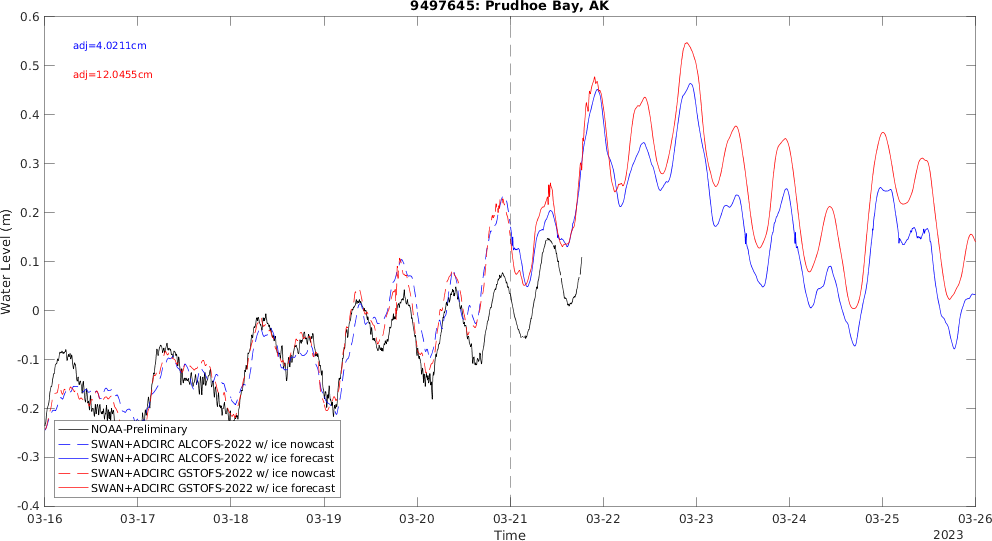 9497645: Prudhoe Bay, AK
0.6
0.5
0.4
0.3
0.2
0.1
0
-0.1
-0.2
-0.3
-0.4
Water Level (m)
adj=4.0211cm
adj=12.0455cm
NOAA-Preliminary
SWAN+ADCIRC ALCOFS-2022 w/ ice nowcast
SWAN+ADCIRC ALCOFS-2022 w/ ice forecast
SWAN+ADCIRC GSTOFS-2022 w/ ice nowcast
SWAN+ADCIRC GSTOFS-2022 w/ ice forecast
03-16 03-17 03-18 03-19 03-20 03-21 03-22 03-23 03-24 03-25 03-26
Time
2023